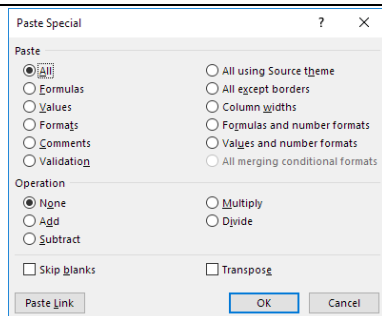 Paste Special ? ×
Paste
All All using Source theme
Formulas All except borders
Values Column widths
Formats Formulas and number formats
Comments Values and number formats
Validation All merging conditional formats
Operation
None Multiply
Add Divide
Subtract
Skip blanks Transpose
Paste Link OK Cancel